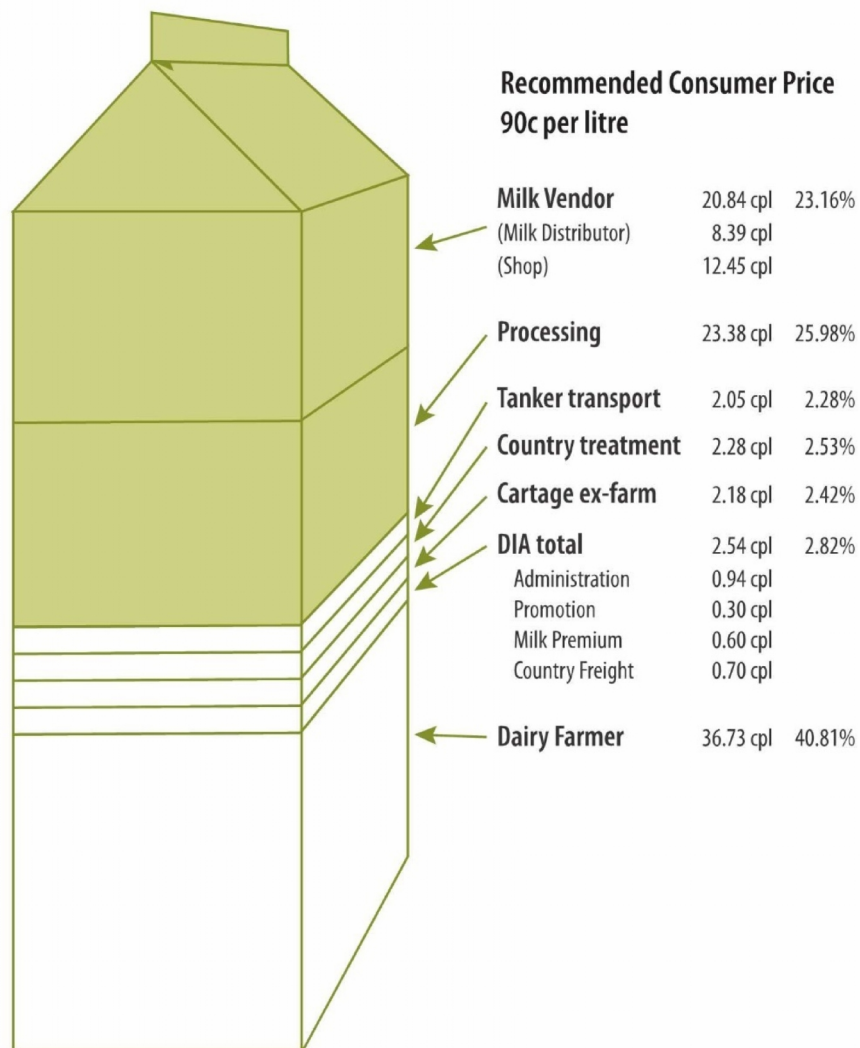 Recommended Consumer Price
90c per litre
Milk Vendor 20.84 cpl 23.16%
(Milk Distributor) 8.39 cpl
(Shop) 12.45 cpl
Processing 23.38 cpl 25.98%
Tanker transport 2.05 cpl 2.28%
Country treatment 2.28 cpl 2.53%
Cartage ex-farm 2.18 cpl 2.42%
DIA total 2.54 cpl 2.82%
Administration 0.94 cpl
Promotion 0.30 cpl
Milk Premium 0.60 cpl
Country Freight 0.70 cpl
Dairy Farmer 36.73 cpl 40.81%